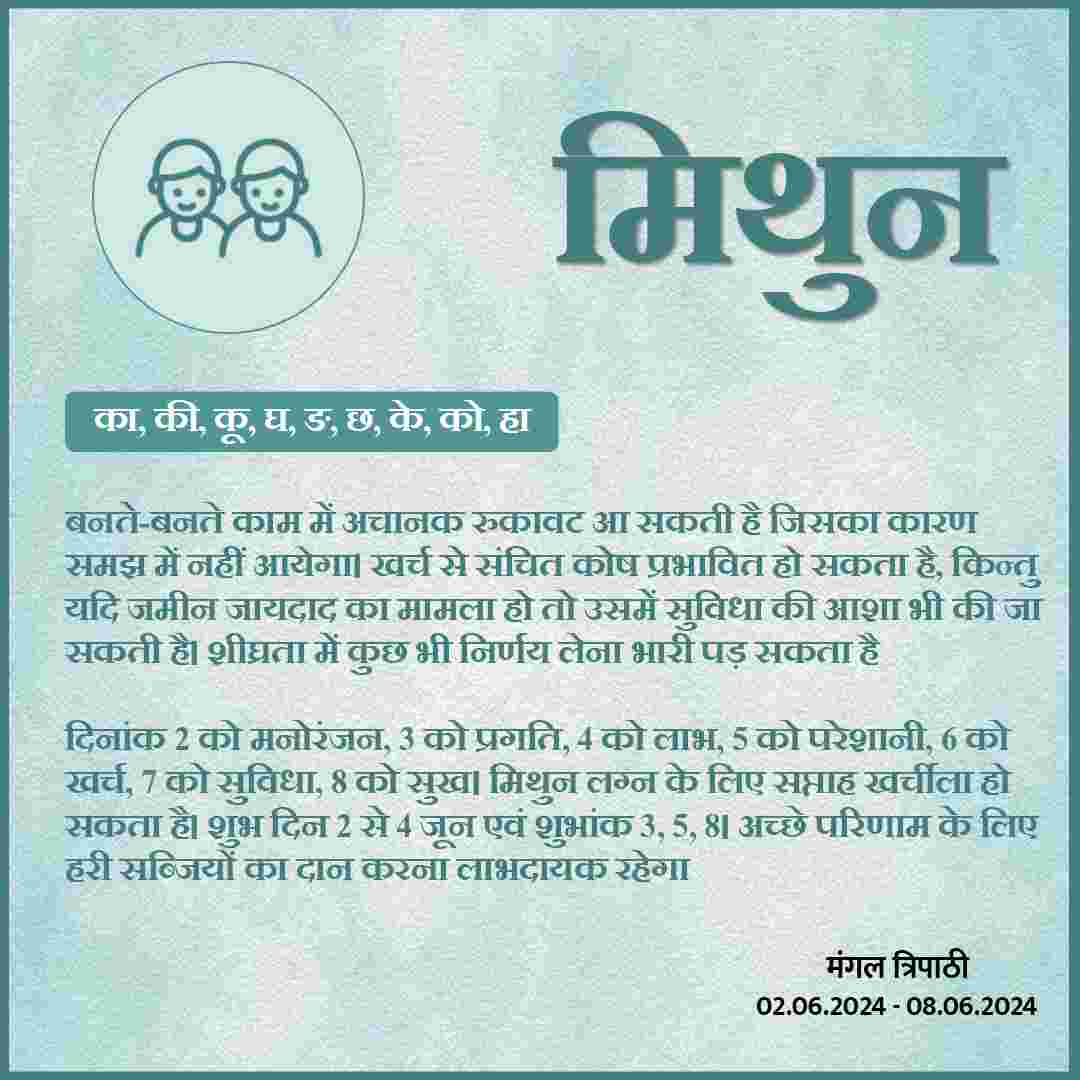 मिथुन
का, की, कू, घ, ङ, छ, के, को, हा
बनते-बनते काम में अचानक रुकावट आ सकती है जिसका कारण
समझ में नहीं आयेगा। खर्च से संचित कोष प्रभावित हो सकता है, किन्तु
यदि जमीन जायदाद का मामला हो तो उसमें सुविधा की आशा भी की जा
सकती है। शीघ्रता में कुछ भी निर्णय लेना भारी पड़ सकता है
दिनांक 2 को मनोरंजन, 3 को प्रगति, 4 को लाभ, 5 को परेशानी, 6 को
खर्च, 7 को सुविधा, 8 को सुख। मिथुन लग्न के लिए सप्ताह खर्चीला हो
सकता है। शुभ दिन 2 से 4 जून एवं शुभांक 3, 5, 8। अच्छे परिणाम के लिए
हरी सब्जियों का दान करना लाभदायक रहेगा
मंगल त्रिपाठी
02.06.2024 - 08.06.2024